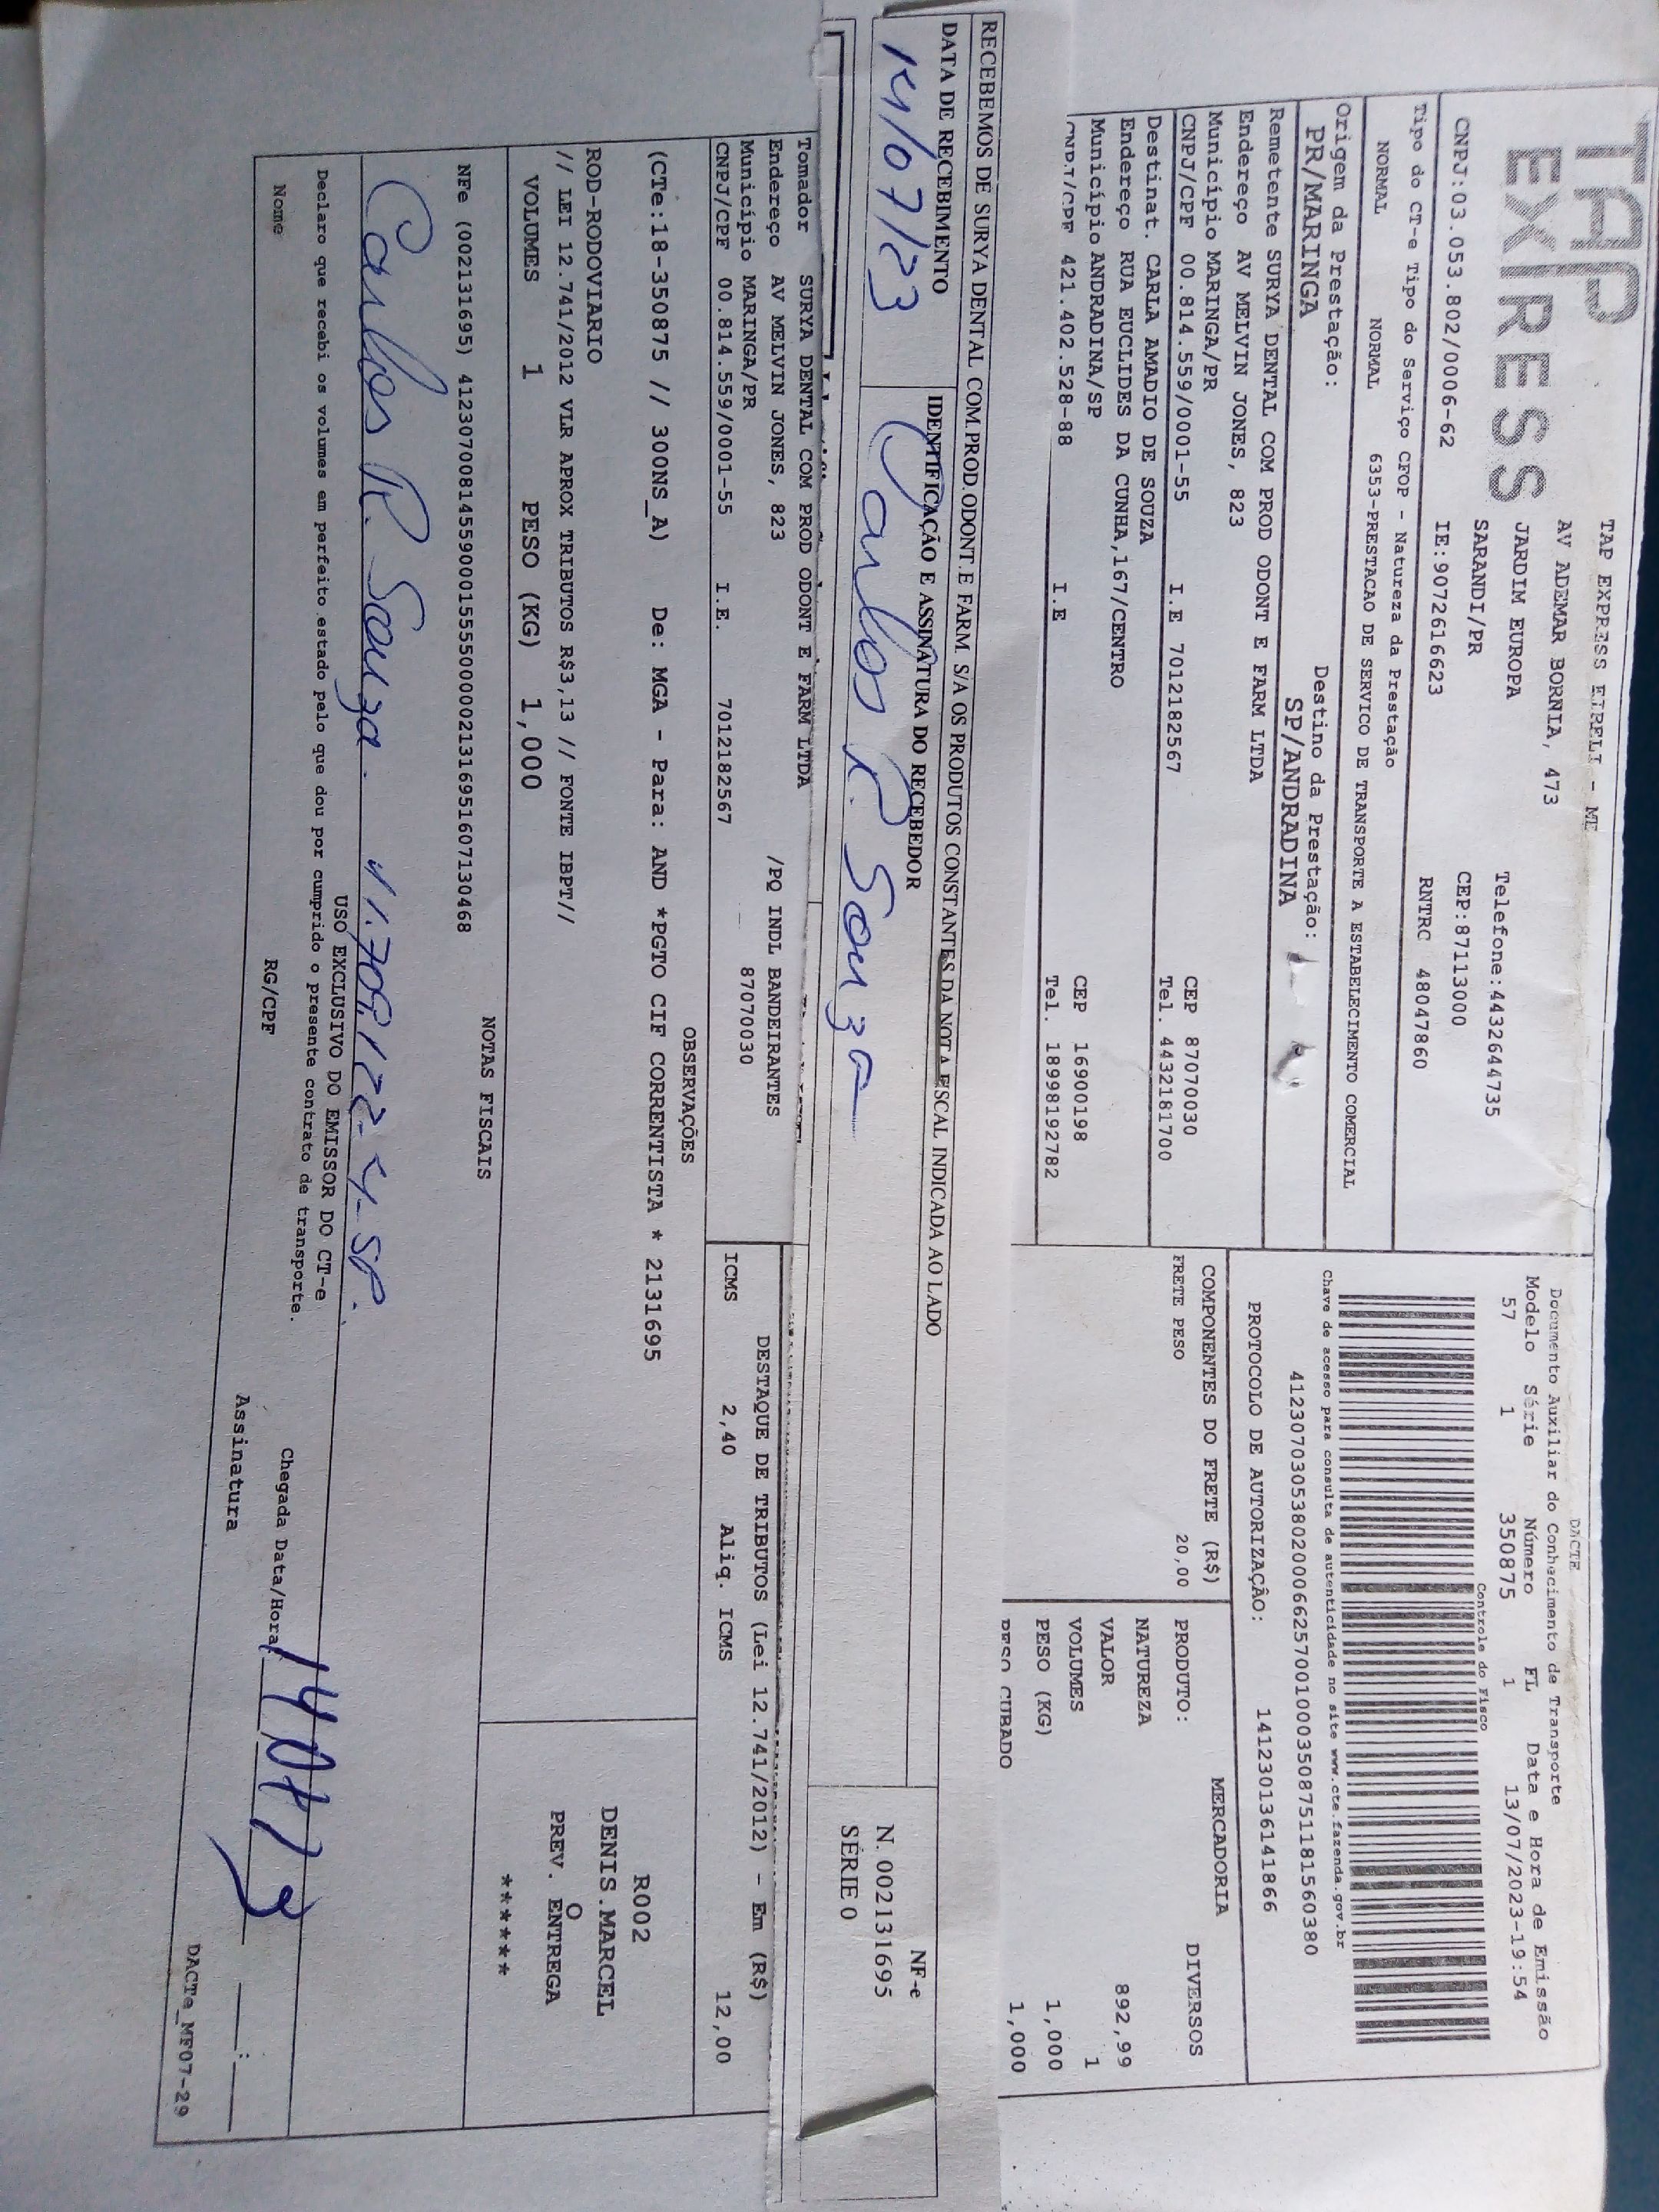 TAP
EXPRESS
TAP EXPRESS EIRELI - ME
AV ADEMAR BORNIA, 473
JARDIM EUROPA
SARANDI/PR
Telefone:4432644735
CEP:87113000
CNPJ:03.053.802/0006-62 IE:9072616623 RNTRC 48047860
DACTE
Documento Auxiliar do Conhecimento de Transporte
Modelo Série Número FL Data e Hora de Emissão
57 1 350875 1 13/07/2023-19:54
Controle do Fisco
Chave de acesso para consulta de autenticidade no site www.cte.fazenda.gov.br
41230703053802000662570010003508751181560380
PROTOCOLO DE AUTORIZAÇÃO: 141230136141866
Tipo do CT-e Tipo do Serviço CFOP - Natureza da Prestação
NORMAL NORMAL 6353-PRESTACAO DE SERVICO DE TRANSPORTE A ESTABELECIMENTO COMERCIAL
Origem da Prestação: Destino da Prestação:
PR/MARINGA SP/ANDRADINA
Remetente SURYA DENTAL COM PROD ODONT E FARM LTDA
Endereço AV MELVIN JONES, 823
Município MARINGA/PR CEP 87070030
CNPJ/CPF 00.814.559/0001-55 I.E 7012182567 Tel. 4432181700
Destinat. CARLA AMADIO DE SOUZA
Endereço RUA EUCLIDES DA CUNHA,167/CENTRO
Município ANDRADINA/SP CEP 16900198
CNPJ/CPF 421.402.528-88 I.E Tel. 18998192782
COMPONENTES DO FRETE (R$)
FRETE PESO 20,00
MERCADORIA
PRODUTO: DIVERSOS
NATUREZA
VALOR 892,99
VOLUMES 1
PESO (KG) 1,000
PESO CUBADO 1,000
RECEBEMOS DE SURYA DENTAL COM.PROD.ODONT.E FARM. S/A OS PRODUTOS CONSTANTES DA NOTA FISCAL INDICADA AO LADO
DATA DE RECEBIMENTO IDENTIFICAÇÃO E ASSINATURA DO RECEBEDOR
14/07/23 Carlos R. Souza
NF-e
N. 002131695
SÉRIE 0
Tomador SURYA DENTAL COM PROD ODONT E FARM LTDA
Endereço AV MELVIN JONES, 823 /PQ INDL BANDEIRANTES
Município MARINGA/PR 87070030
CNPJ/CPF 00.814.559/0001-55 I.E. 7012182567
DESTAQUE DE TRIBUTOS (Lei 12.741/2012) - Em (R$)
ICMS 2,40 Aliq. ICMS 12,00
OBSERVAÇÕES
(CTe:18-350875 // 300NS_A) De: MGA - Para: AND *PGTO CIF CORRENTISTA * 2131695
ROD-RODOVIARIO
// LEI 12.741/2012 VLR APROX TRIBUTOS R$3,13 // FONTE IBPT//
VOLUMES 1 PESO (KG) 1,000
R002
DENIS.MARCEL
O
PREV. ENTREGA
******
NOTAS FISCAIS
NFe (002131695) 41230700814559000155550000021316951607130468
Carlos R. Souza.
USO EXCLUSIVO DO EMISSOR DO CT-e
Declaro que recebi os volumes em perfeito estado pelo que dou por cumprido o presente contrato de transporte.
Nome RG/CPF Assinatura
Chegada Data/Hora
DACTe_MF07-29